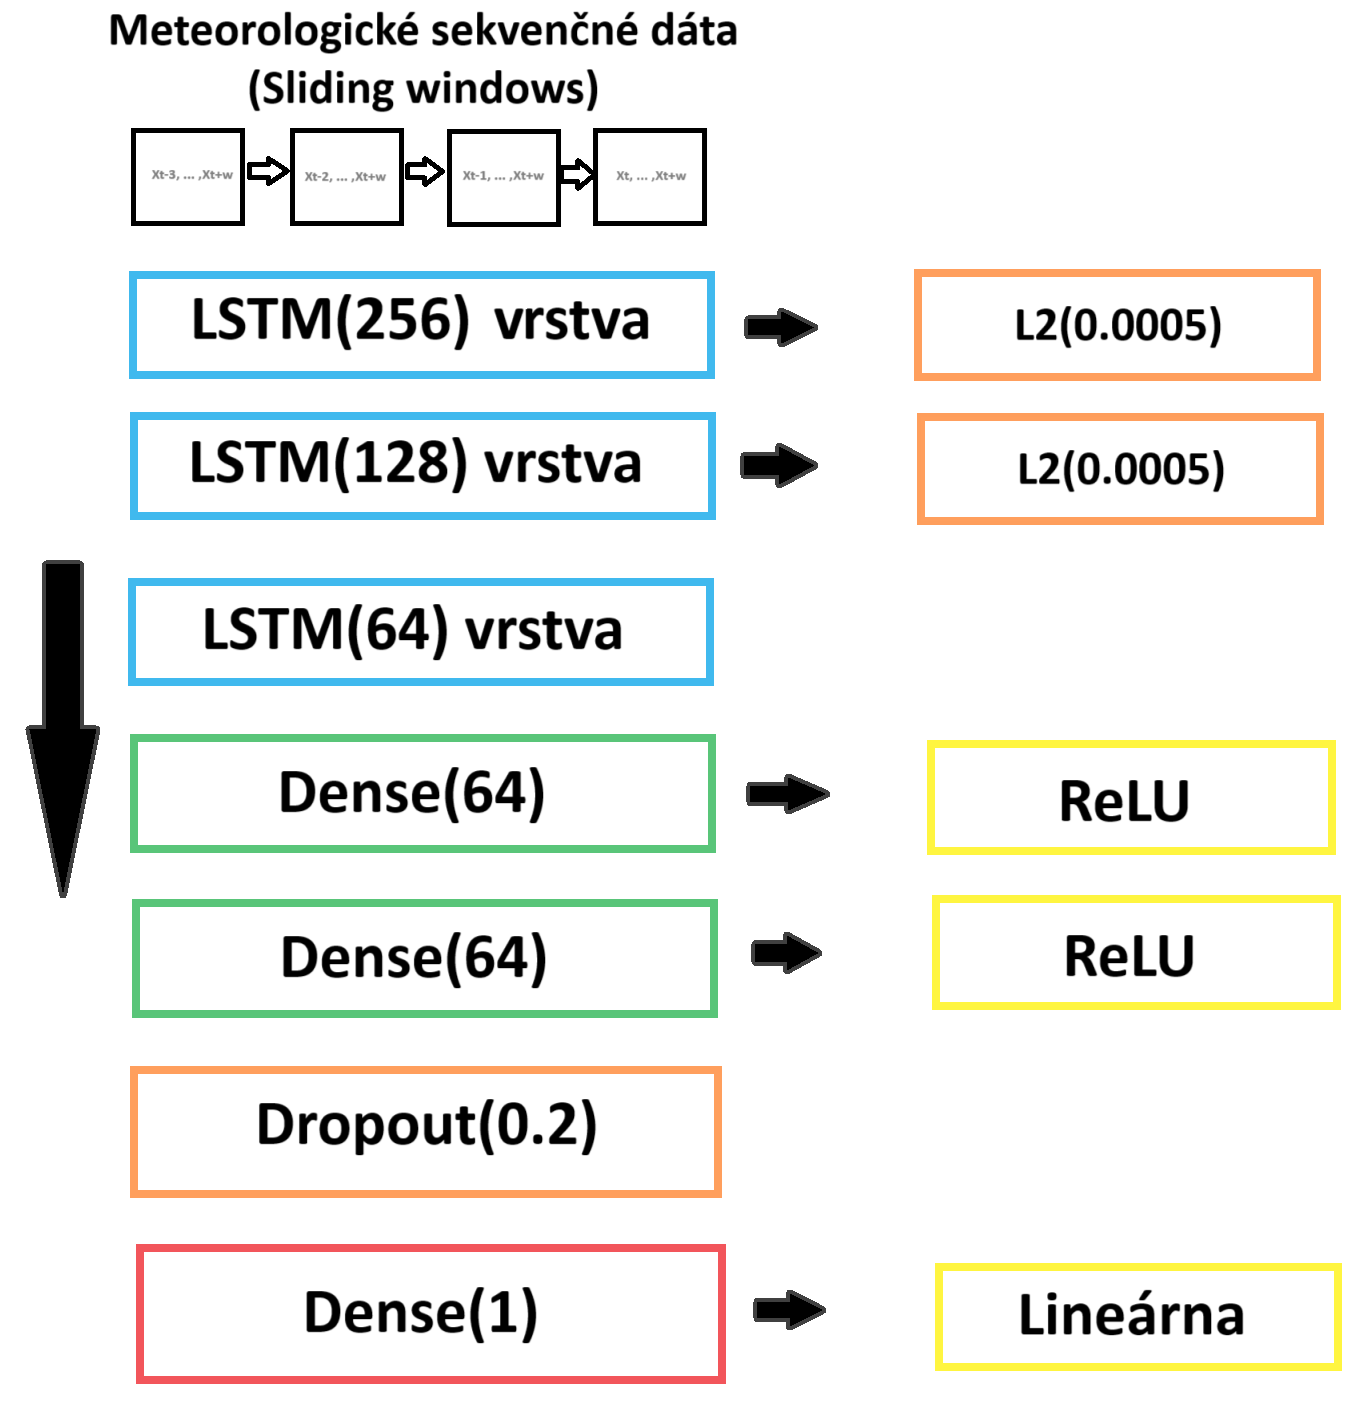 Meteorologické sekvenčné dáta
(Sliding windows)
Xt-3, ... ,Xt+w
Xt-2, ... ,Xt+w
Xt-1, ... ,Xt+w
Xt, ... ,Xt+w
LSTM(256) vrstva
L2(0.0005)
LSTM(128) vrstva
L2(0.0005)
LSTM(64) vrstva
Dense(64)
ReLU
Dense(64)
ReLU
Dropout(0.2)
Dense(1)
Lineárna